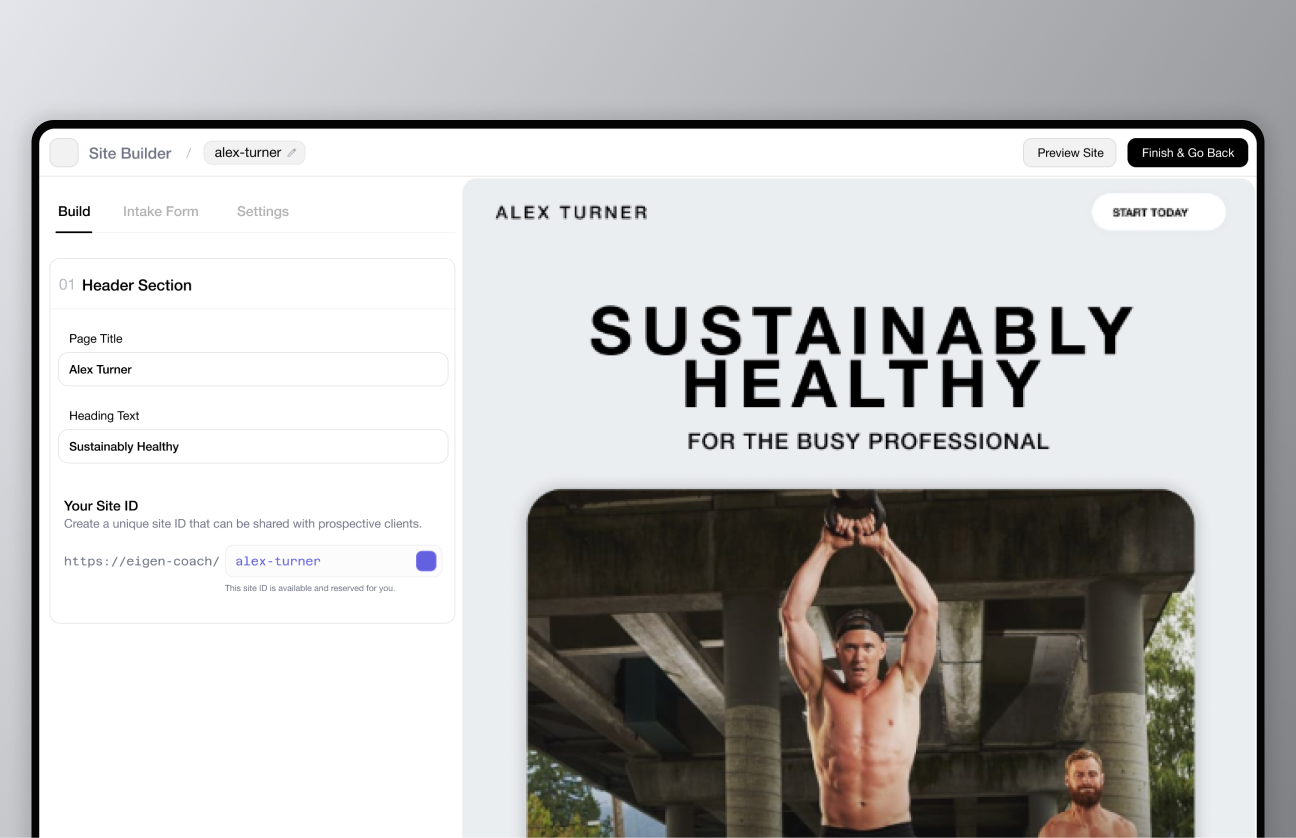 Site Builder / alex-turner
Preview Site
Finish & Go Back
Build
Intake Form
Settings
01 Header Section
Page Title
Alex Turner
Heading Text
Sustainably Healthy
Your Site ID
Create a unique site ID that can be shared with prospective clients.
https://eigen-coach/ alex-turner
This site ID is available and reserved for you.
ALEX TURNER
START TODAY
SUSTAINABLY
HEALTHY
FOR THE BUSY PROFESSIONAL